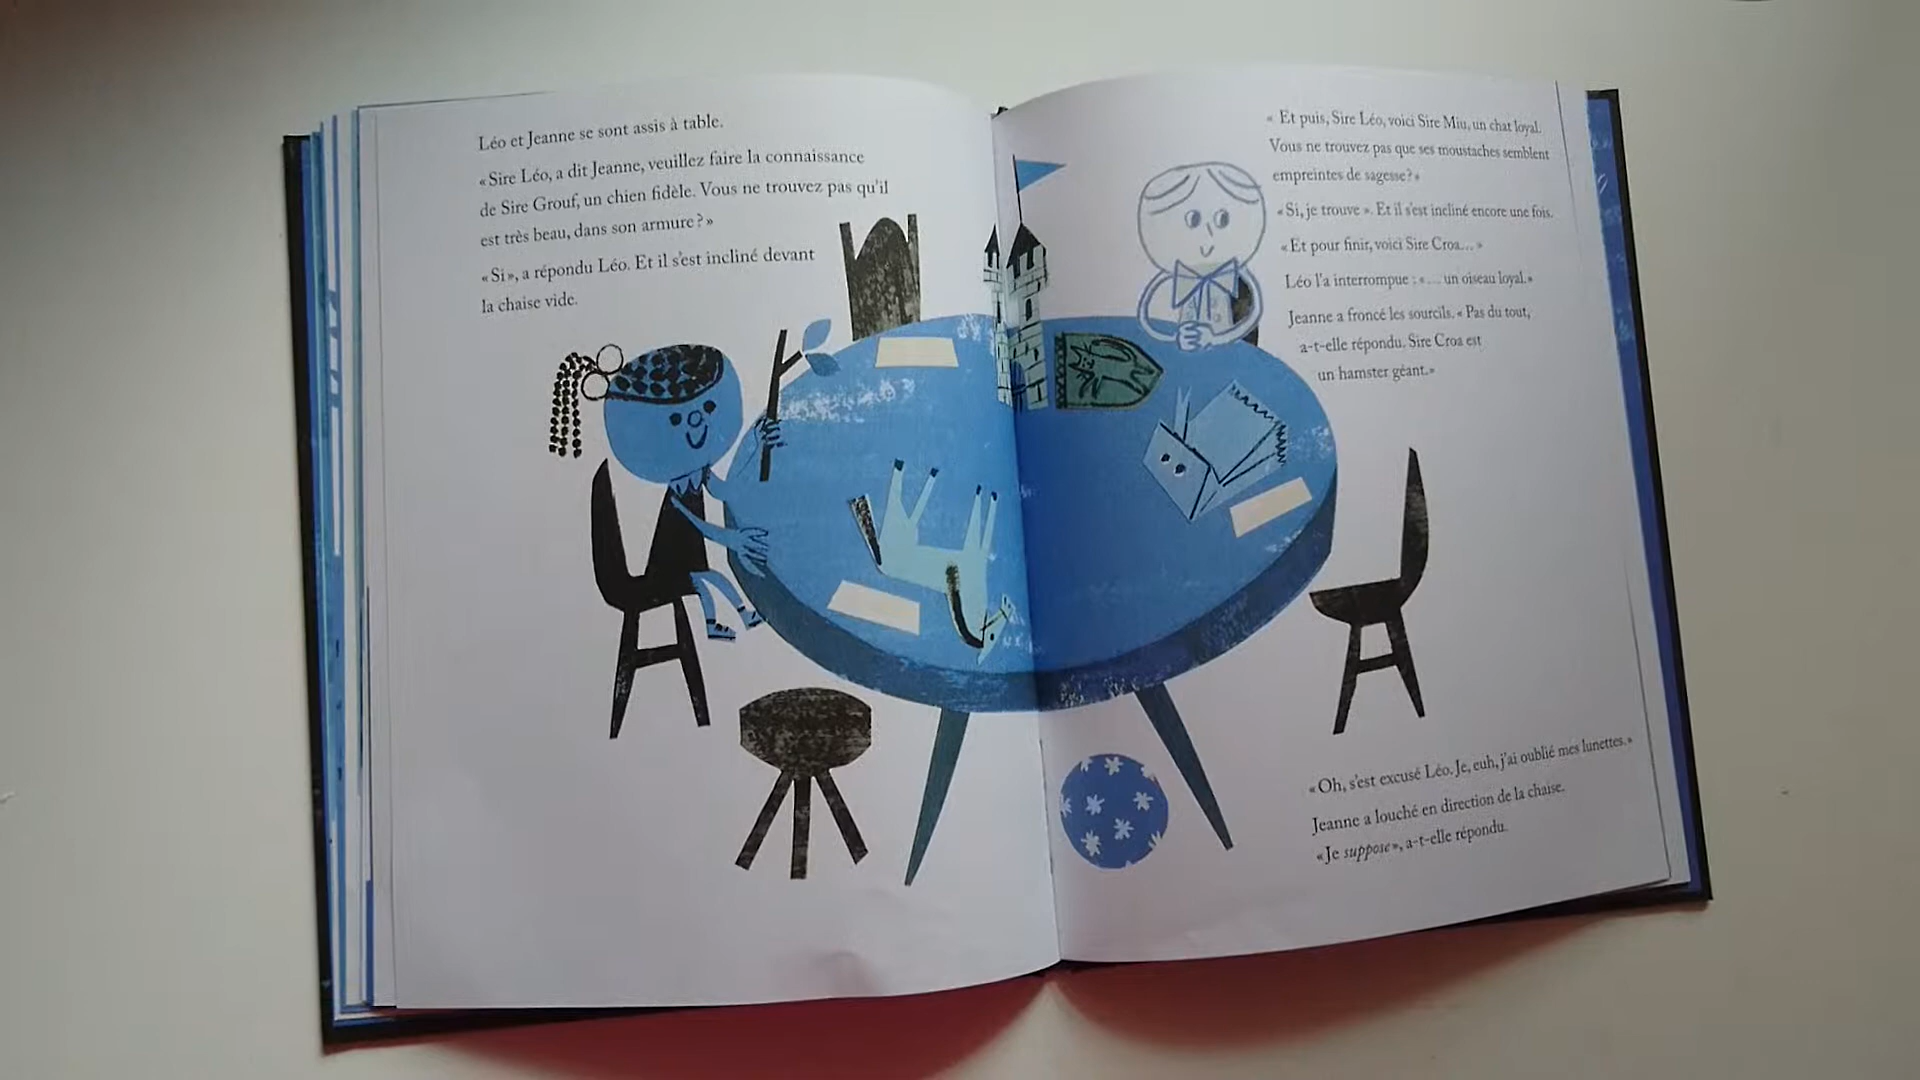 Léo et Jeanne se sont assis à table.
« Sire Léo, a dit Jeanne, veuillez faire la connaissance
de Sire Grouf, un chien fidèle. Vous ne trouvez pas qu'il
est très beau, dans son armure ? »
« Si », a répondu Léo. Et il s'est incliné devant
la chaise vide.
« Et puis, Sire Léo, voici Sire Miu, un chat loyal.
Vous ne trouvez pas que ses moustaches semblent
empreintes de sagesse ? »
« Si, je trouve ». Et il s'est incliné encore une fois.
« Et pour finir, voici Sire Croa... »
Léo l'a interrompue : « ... un oiseau loyal. »
Jeanne a froncé les sourcils. « Pas du tout,
a-t-elle répondu. Sire Croa est
un hamster géant. »
« Oh, s'est excusé Léo. Je, euh, j'ai oublié mes lunettes. »
Jeanne a louché en direction de la chaise.
« Je suppose », a-t-elle répondu.